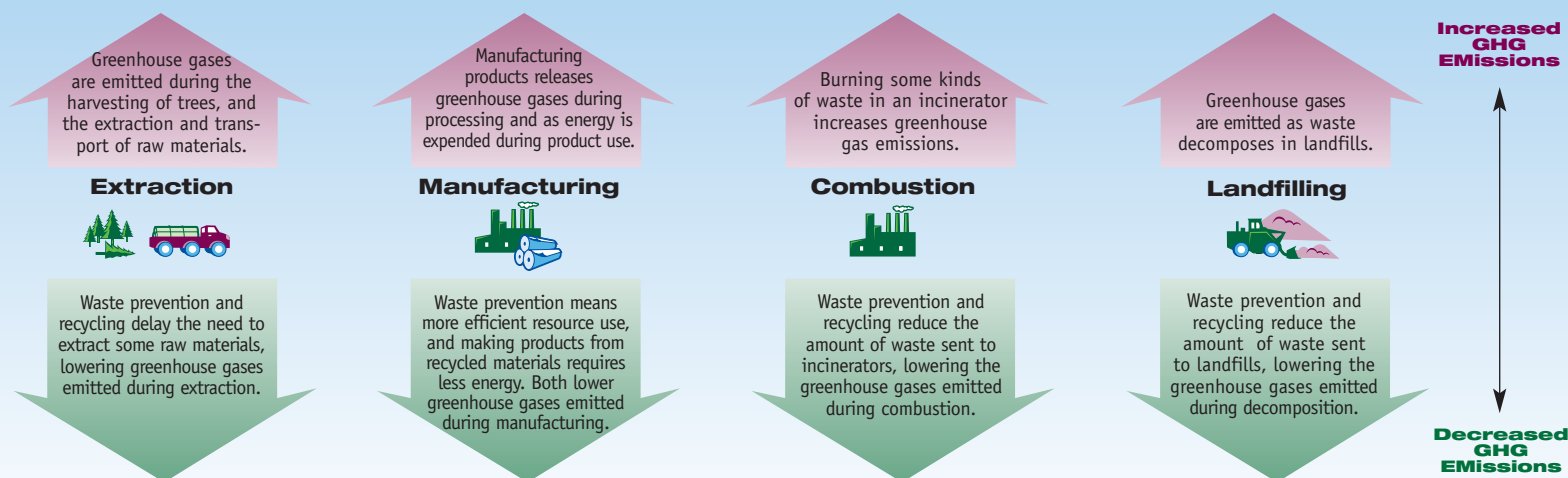 Greenhouse gases
are emitted during the
harvesting of trees, and
the extraction and trans-
port of raw materials.
Manufacturing
products releases
greenhouse gases during
processing and as energy is
expended during product use.
Burning some kinds
of waste in an incinerator
increases greenhouse
gas emissions.
Greenhouse gases
are emitted as waste
decomposes in landfills.
Increased
GHG
EMissions
Extraction
Manufacturing
Combustion
Landfilling
Waste prevention and
recycling delay the need to
extract some raw materials,
lowering greenhouse gases
emitted during extraction.
Waste prevention means
more efficient resource use,
and making products from
recycled materials requires
less energy. Both lower
greenhouse gases emitted
during manufacturing.
Waste prevention and
recycling reduce the
amount of waste sent to
incinerators, lowering the
greenhouse gases emitted
during combustion.
Waste prevention and
recycling reduce the
amount of waste sent
to landfills, lowering the
greenhouse gases emitted
during decomposition.
Decreased
GHG
EMissions